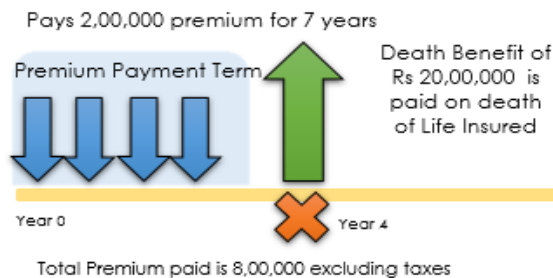 Pays 2,00,000 premium for 7 years
Premium Payment Term
Death Benefit of
Rs 20,00,000 is
paid on death
of Life Insured
Year 0
Year 4
Total Premium paid is 8,00,000 excluding taxes